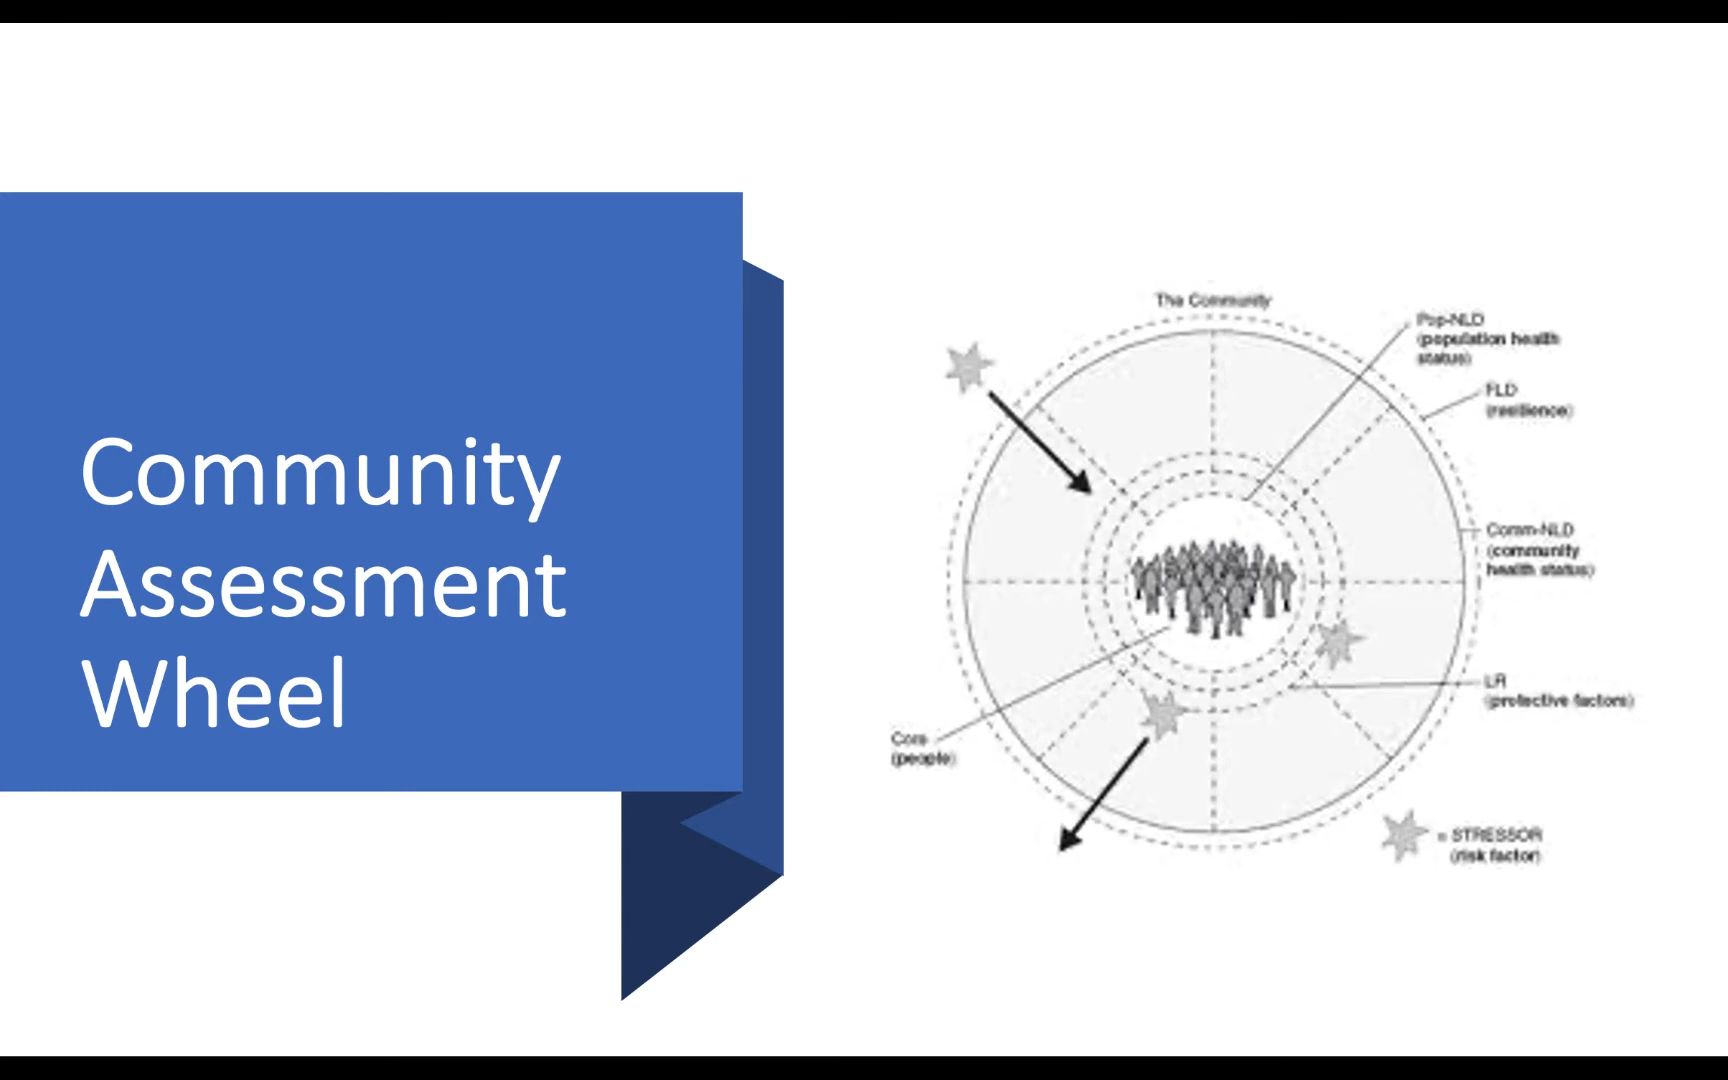 Community
Assessment
Wheel
The Community
Pop-NLD
(population health
status)
FLD
(resilience)
Comm-NLD
(community
health status)
LR
(protective factors)
Core
(people)
= STRESSOR
(risk factor)